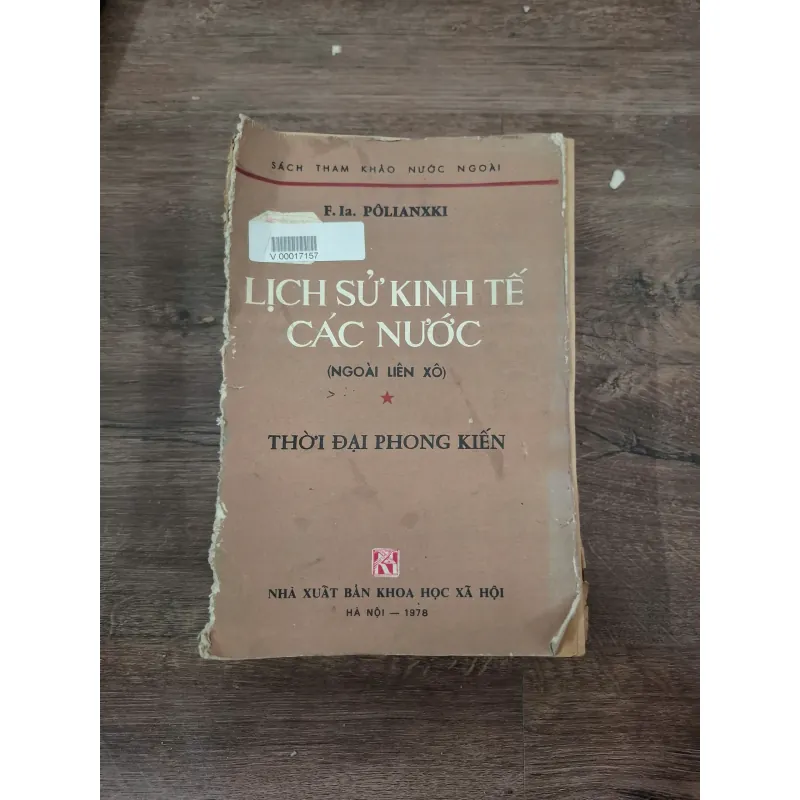 SÁCH THAM KHẢO NƯỚC NGOÀI
F. Ia. PÔLIANXKI
V 00017157
LỊCH SỬ KINH TẾ
CÁC NƯỚC
(NGOÀI LIÊN XÔ)
THỜI ĐẠI PHONG KIẾN
NHÀ XUẤT BẢN KHOA HỌC XÃ HỘI
HÀ NỘI — 1978